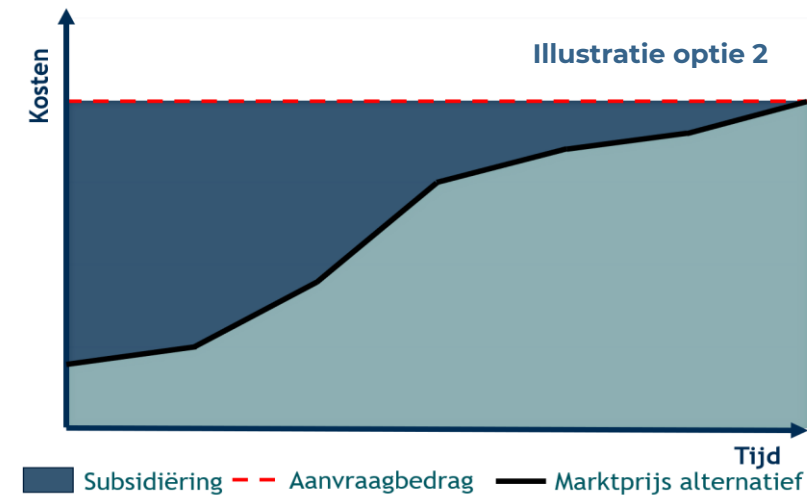 Illustratie optie 2
Kosten
Tijd
Subsidiëring
Aanvraagbedrag
Marktprijs alternatief